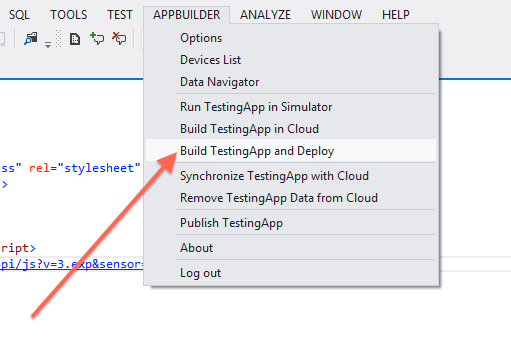 SQL TOOLS TEST APPBUILDER ANALYZE WINDOW HELP
Options
Devices List
Data Navigator
Run TestingApp in Simulator
Build TestingApp in Cloud
Build TestingApp and Deploy
ss" rel="stylesheet"
>
Synchronize TestingApp with Cloud
Remove TestingApp Data from Cloud
Publish TestingApp
ript>
About
pi/js?v=3.exp&sensor=
Log out